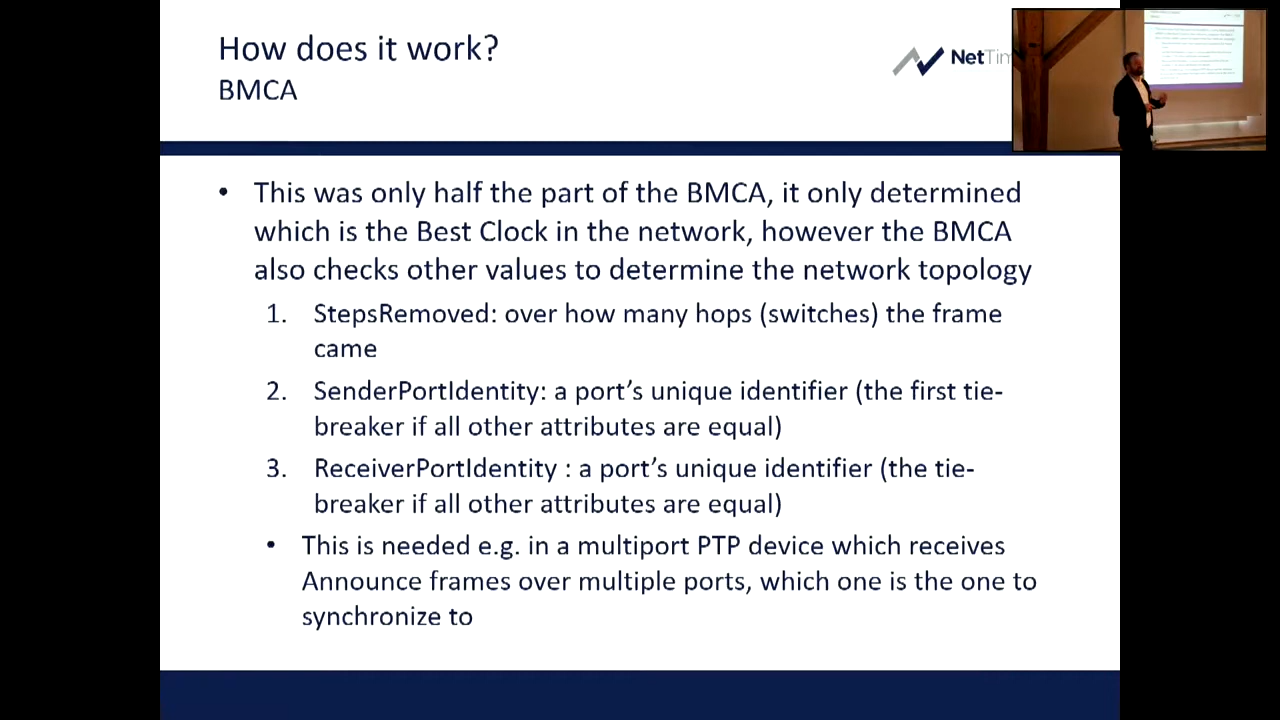 How does it work?
BMCA
NetTim
• This was only half the part of the BMCA, it only determined
which is the Best Clock in the network, however the BMCA
also checks other values to determine the network topology
1. StepsRemoved: over how many hops (switches) the frame
came
2. SenderPortIdentity: a port's unique identifier (the first tie-
breaker if all other attributes are equal)
3. ReceiverPortIdentity : a port's unique identifier (the tie-
breaker if all other attributes are equal)
• This is needed e.g. in a multiport PTP device which receives
Announce frames over multiple ports, which one is the one to
synchronize to